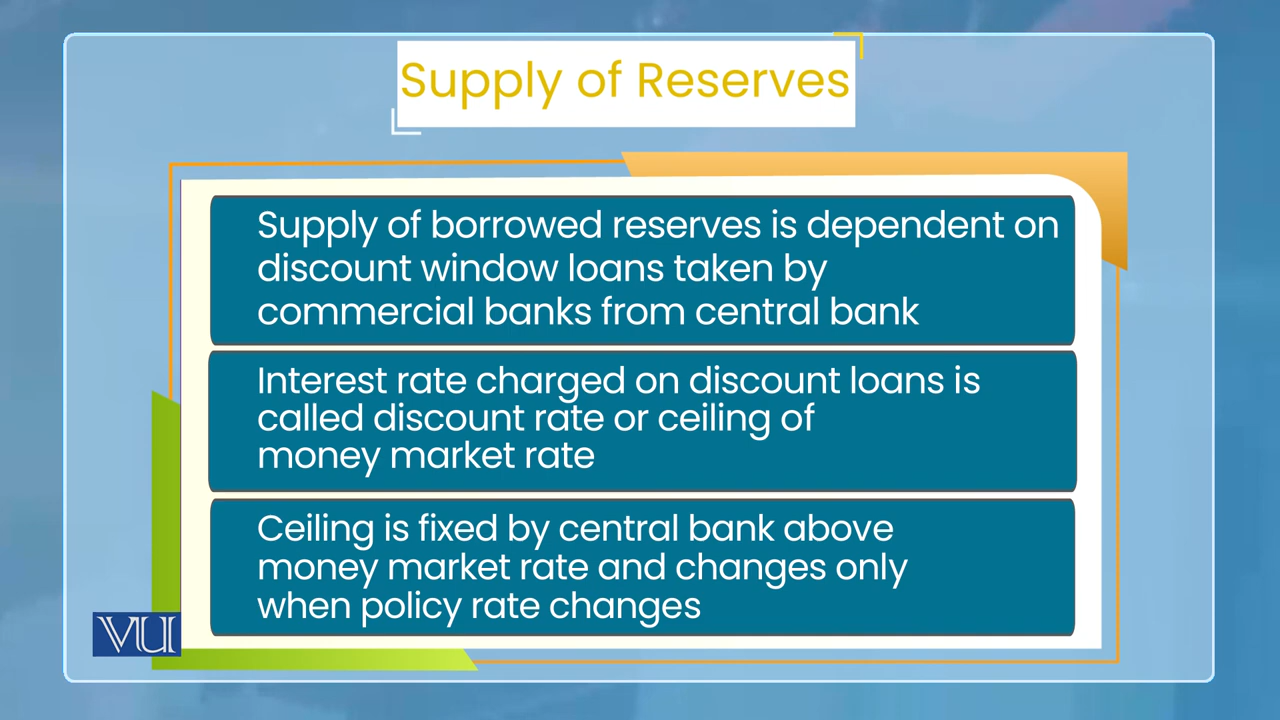 Supply of Reserves
Supply of borrowed reserves is dependent on
discount window loans taken by
commercial banks from central bank
Interest rate charged on discount loans is
called discount rate or ceiling of
money market rate
Ceiling is fixed by central bank above
money market rate and changes only
when policy rate changes
VU